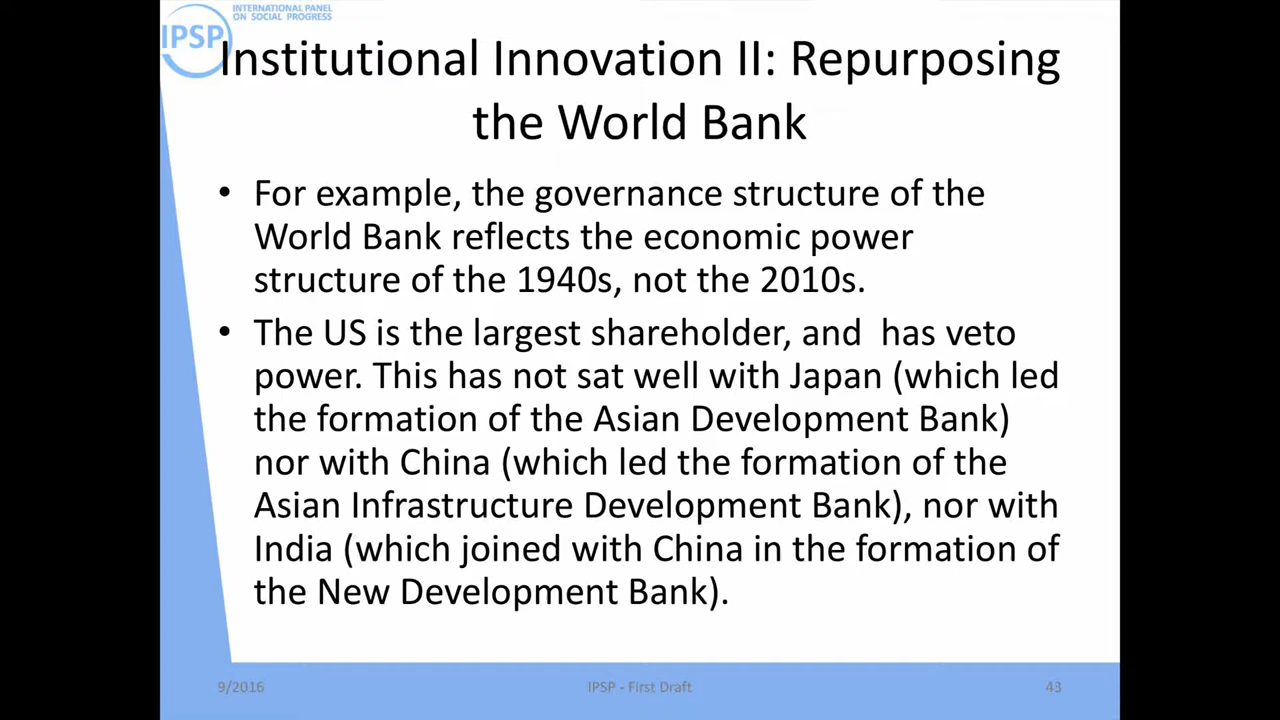 INTERNATIONAL PANEL
ON SOCIAL PROGRESS
IPSP
Institutional Innovation II: Repurposing
the World Bank
• For example, the governance structure of the
World Bank reflects the economic power
structure of the 1940s, not the 2010s.
• The US is the largest shareholder, and  has veto
power. This has not sat well with Japan (which led
the formation of the Asian Development Bank)
nor with China (which led the formation of the
Asian Infrastructure Development Bank), nor with
India (which joined with China in the formation of
the New Development Bank).
9/2016
IPSP - First Draft
43